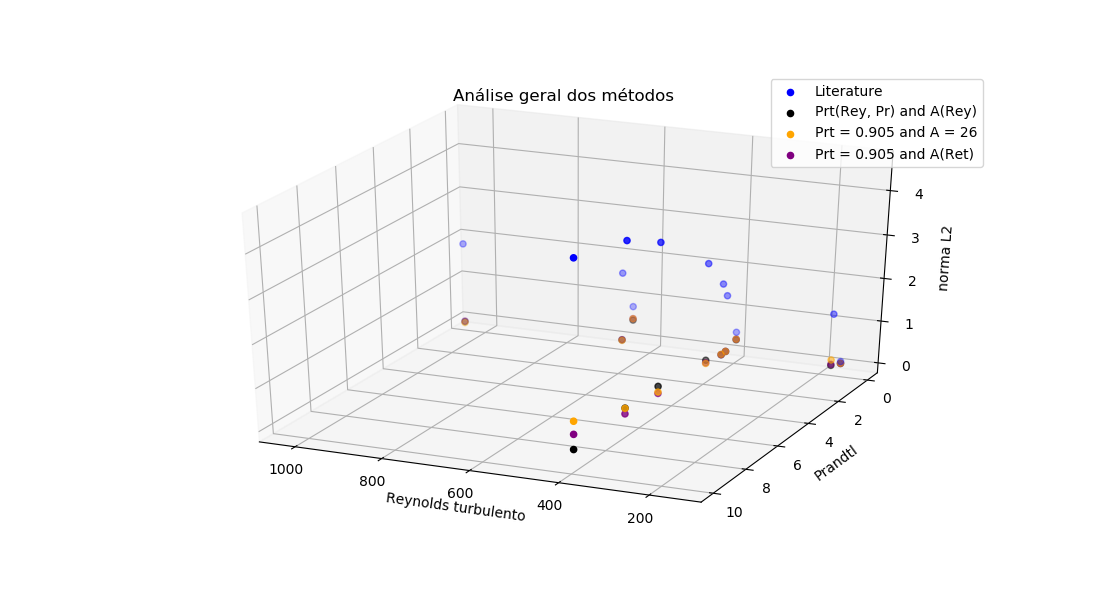 Análise geral dos métodos
Literature
Prt(Rey, Pr) and A(Rey)
Prt = 0.905 and A = 26
Prt = 0.905 and A(Ret)
4
3
2
1
0
norma L2
0
2
4
6
8
10
Prandtl
1000
800
600
400
200
Reynolds turbulento